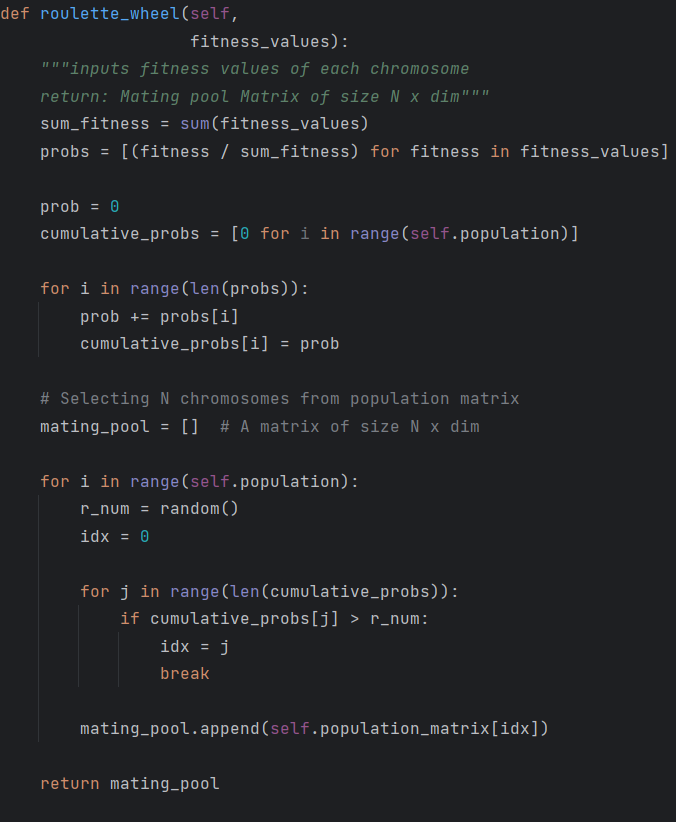 def roulette_wheel(self,
                   fitness_values):
    """inputs fitness values of each chromosome
    return: Mating pool Matrix of size N x dim"""
    sum_fitness = sum(fitness_values)
    probs = [(fitness / sum_fitness) for fitness in fitness_values]

    prob = 0
    cumulative_probs = [0 for i in range(self.population)]

    for i in range(len(probs)):
        prob += probs[i]
        cumulative_probs[i] = prob

    # Selecting N chromosomes from population matrix
    mating_pool = []  # A matrix of size N x dim

    for i in range(self.population):
        r_num = random()
        idx = 0

        for j in range(len(cumulative_probs)):
            if cumulative_probs[j] > r_num:
                idx = j
                break

        mating_pool.append(self.population_matrix[idx])

    return mating_pool